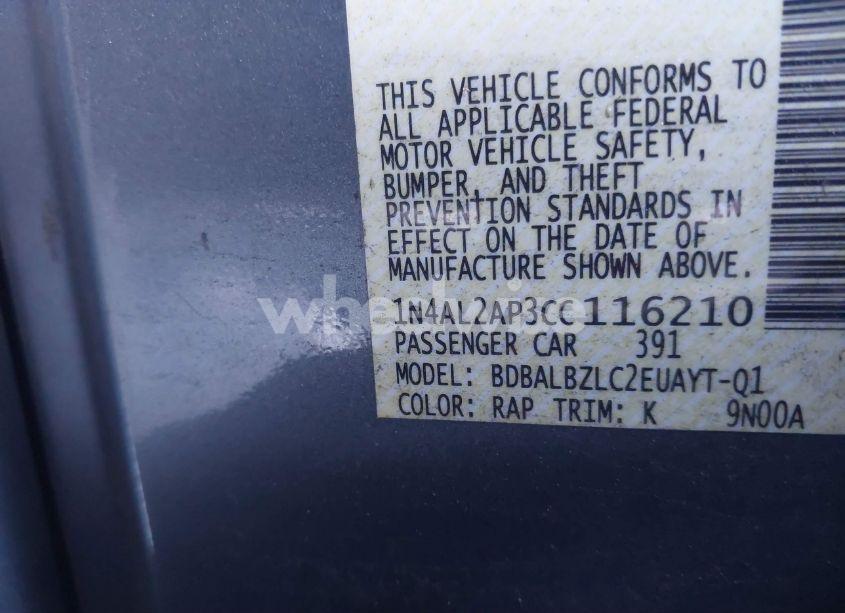 THIS VEHICLE CONFORMS TO
ALL APPLICABLE FEDERAL
MOTOR VEHICLE SAFETY,
BUMPER, AND THEFT
PREVENTION STANDARDS IN
EFFECT ON THE DATE OF
MANUFACTURE SHOWN ABOVE.
1N4AL2AP3CC116210
PASSENGER CAR 391
MODEL: BDBALBZLC2EUAYT-Q1
COLOR: RAP TRIM: K 9N00A